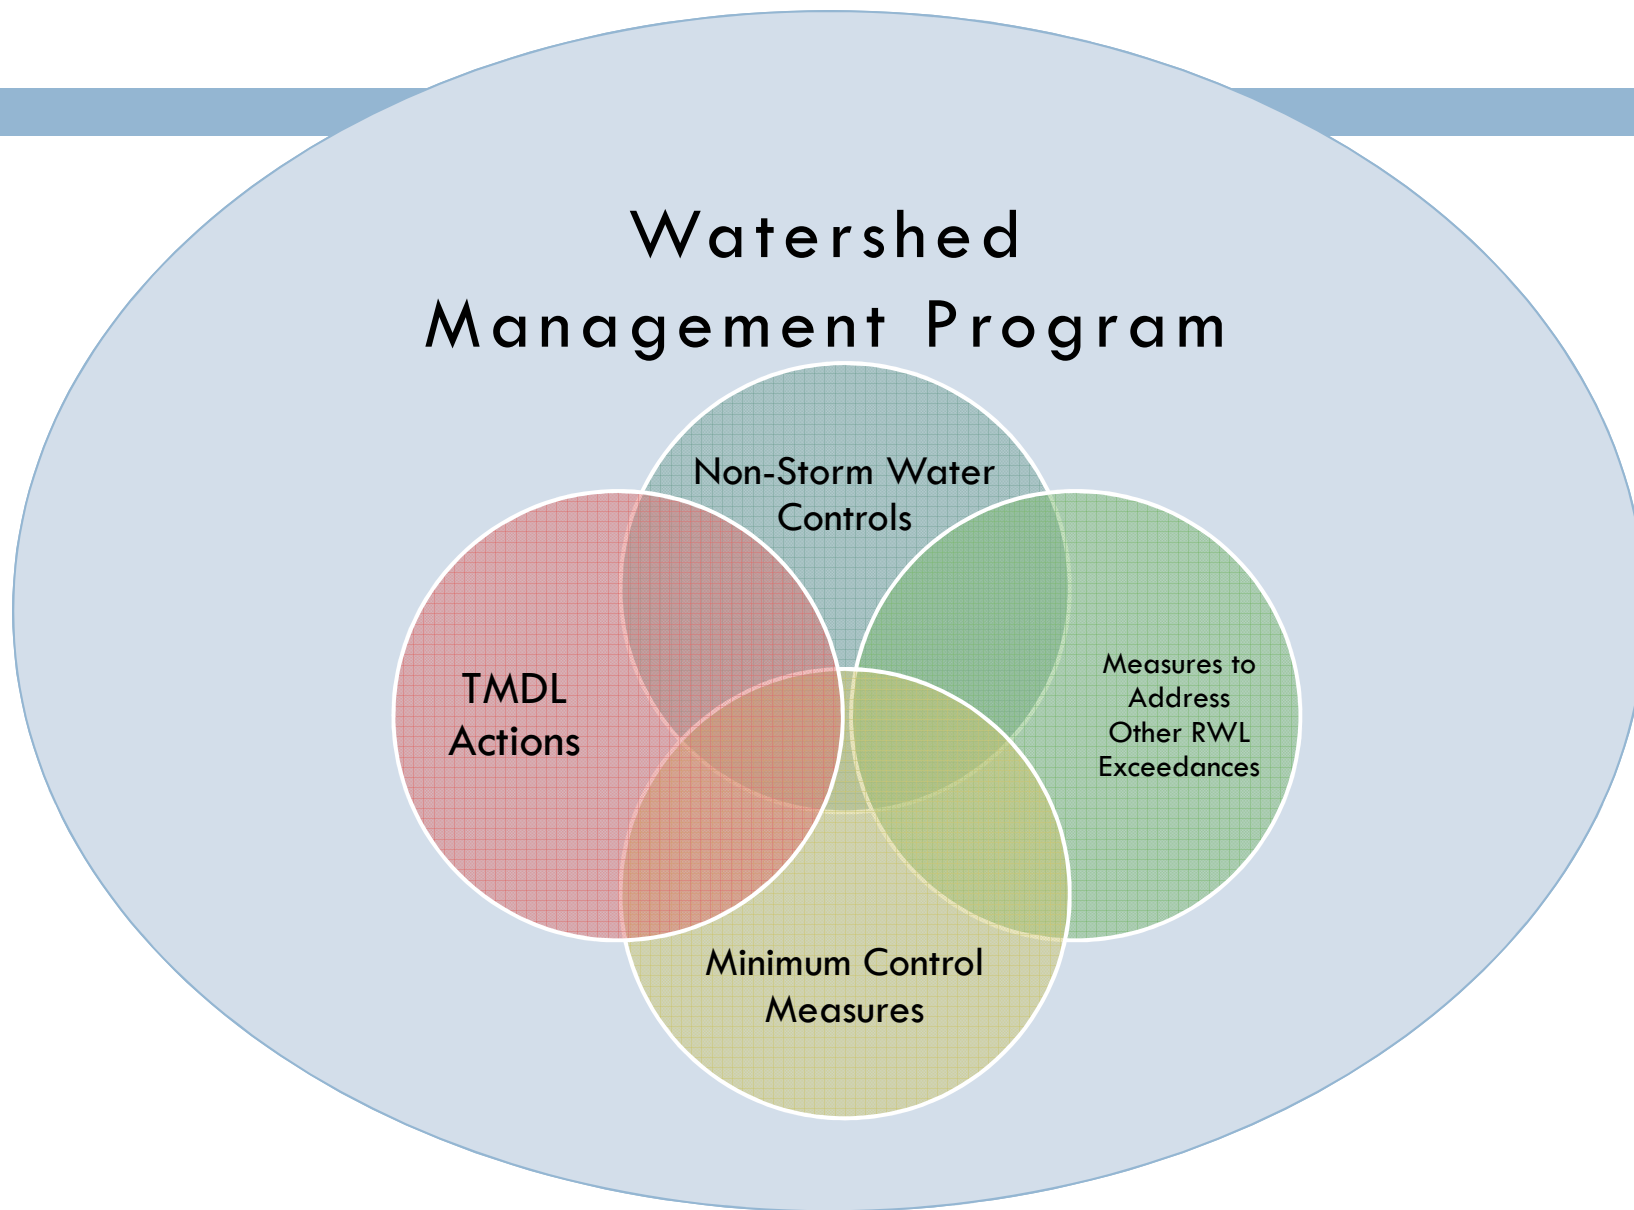 Watershed
Management Program
Non-Storm Water
Controls
TMDL
Actions
Measures to
Address
Other RWL
Exceedances
Minimum Control
Measures